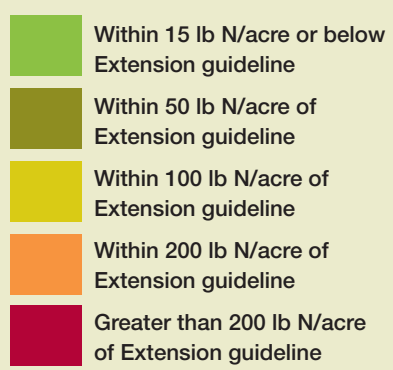 Within 15 lb N/acre or below
Extension guideline
Within 50 lb N/acre of
Extension guideline
Within 100 lb N/acre of
Extension guideline
Within 200 lb N/acre of
Extension guideline
Greater than 200 lb N/acre
of Extension guideline